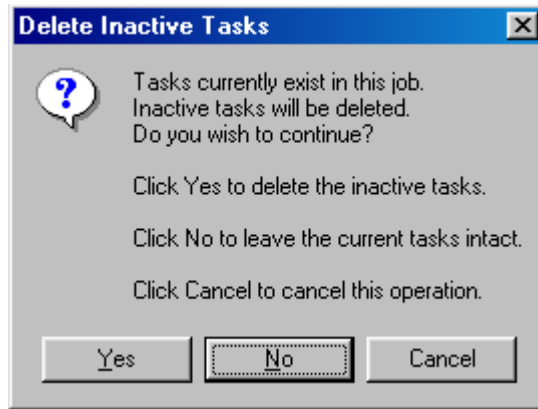 Delete Inactive Tasks
Tasks currently exist in this job.
Inactive tasks will be deleted.
Do you wish to continue?
Click Yes to delete the inactive tasks.
Click No to leave the current tasks intact.
Click Cancel to cancel this operation.
Yes No Cancel